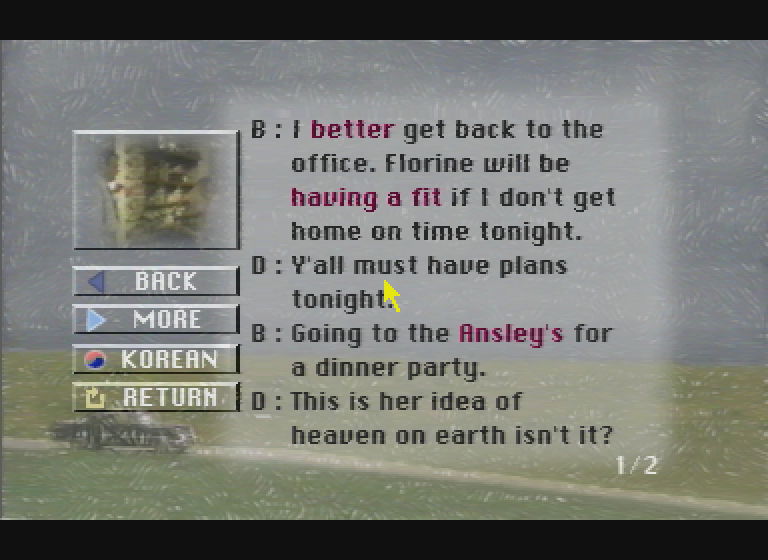 B : I better get back to the
office. Florine will be
having a fit if I don't get
home on time tonight.
D : Y'all must have plans
tonight.
B : Going to the Ansley's for
a dinner party.
D : This is her idea of
heaven on earth isn't it?
BACK
MORE
KOREAN
RETURN
1/2